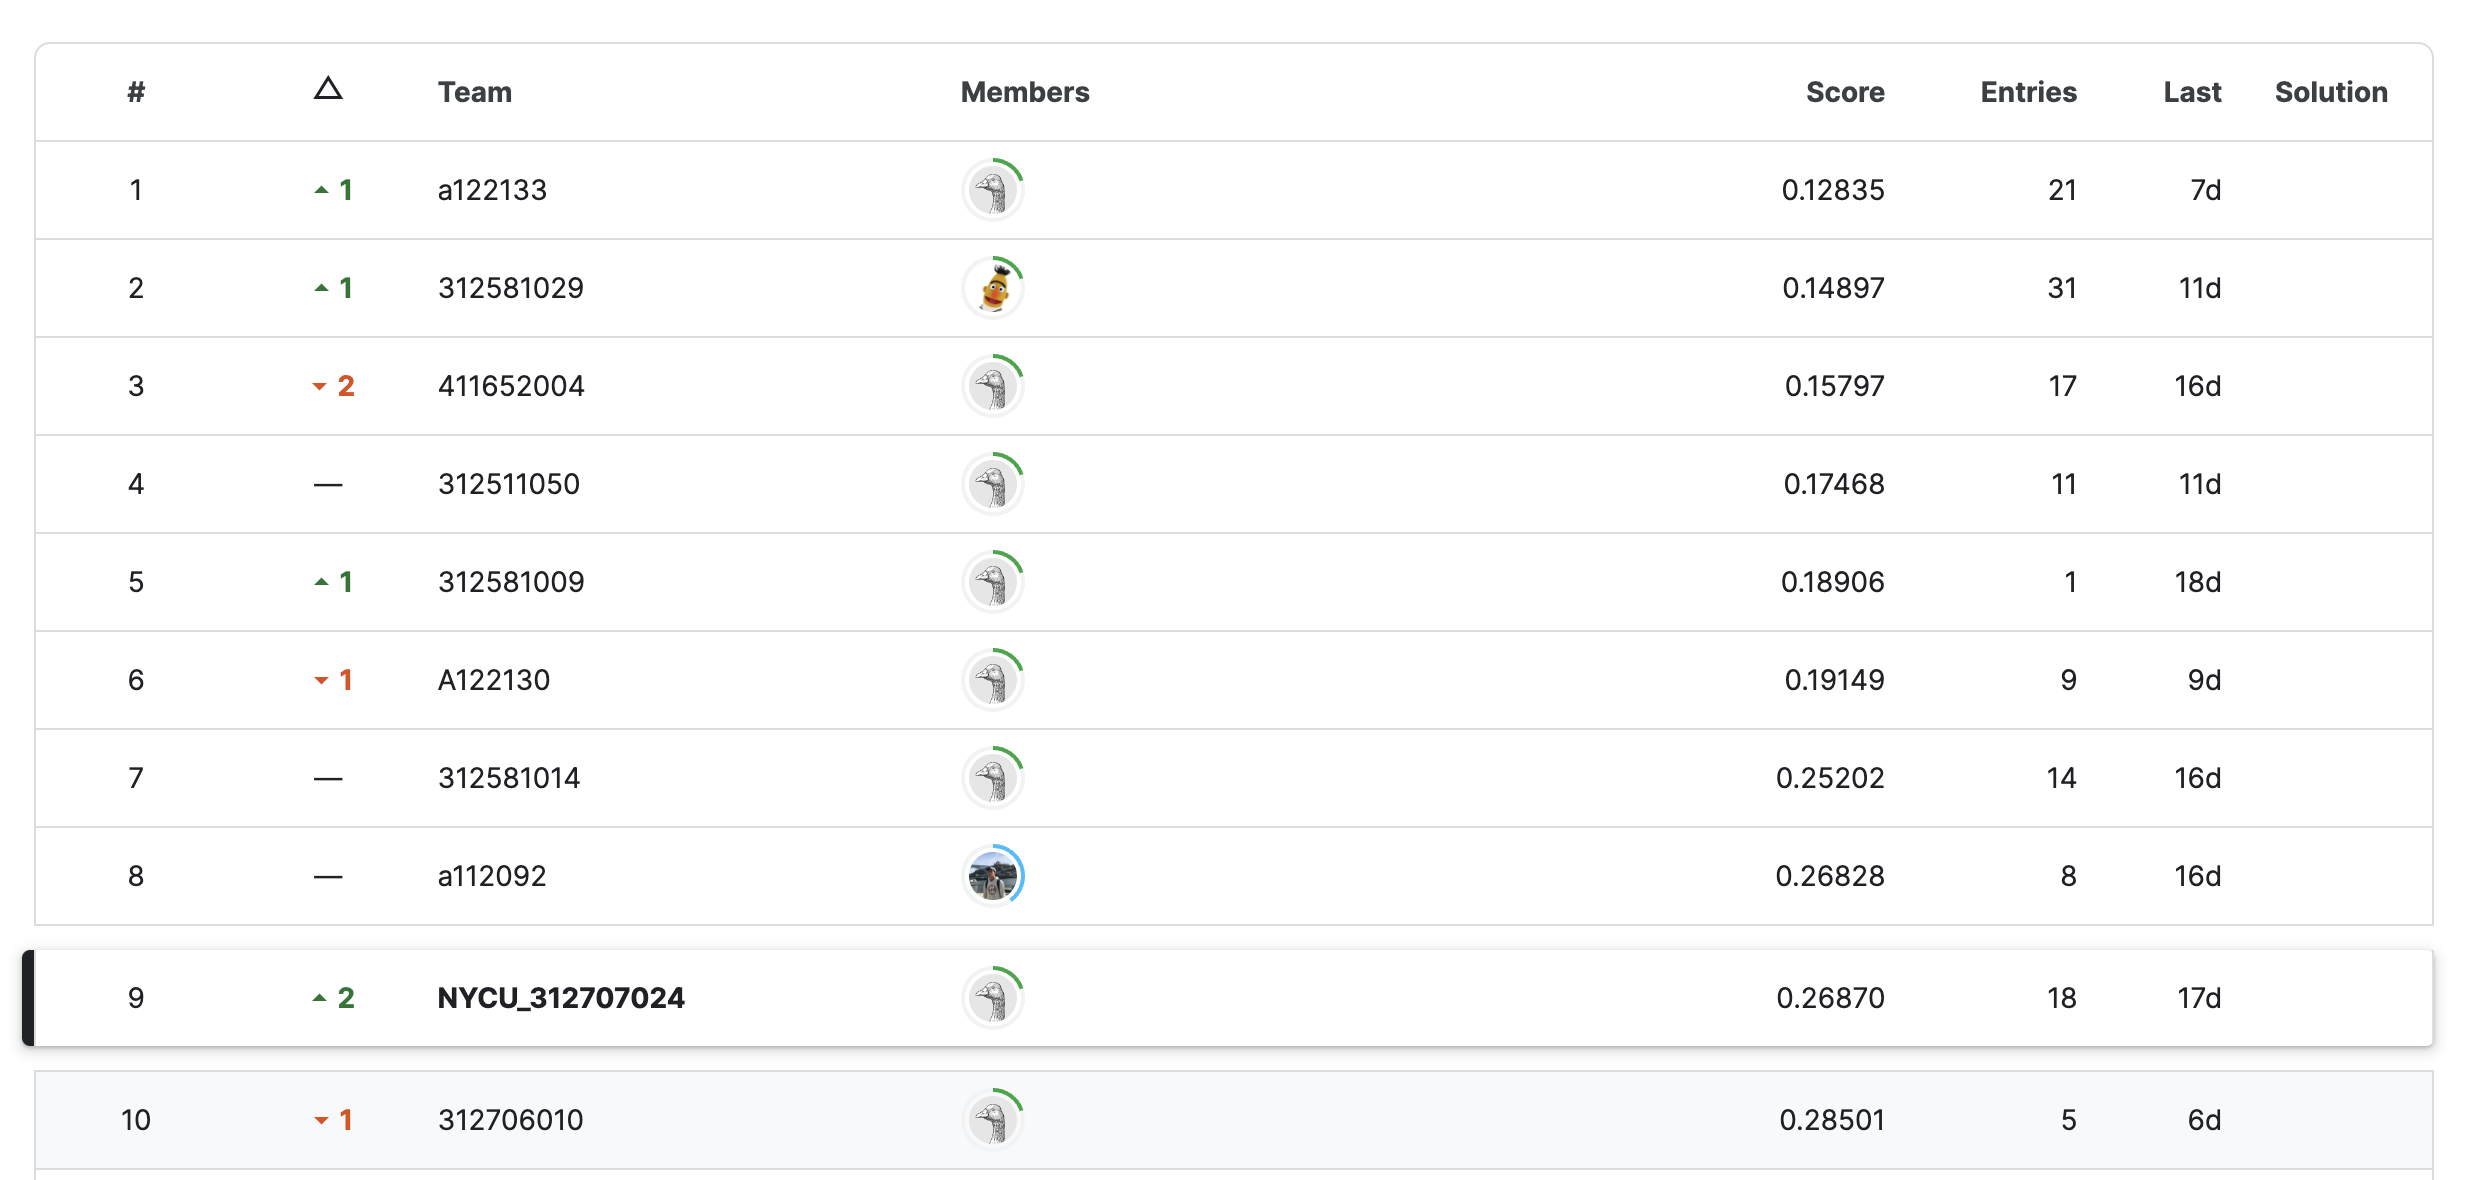 # △ Team Members Score Entries Last Solution
1 ▲ 1 a122133 0.12835 21 7d
2 ▲ 1 312581029 0.14897 31 11d
3 ▼ 2 411652004 0.15797 17 16d
4 — 312511050 0.17468 11 11d
5 ▲ 1 312581009 0.18906 1 18d
6 ▼ 1 A122130 0.19149 9 9d
7 — 312581014 0.25202 14 16d
8 — a112092 0.26828 8 16d
9 ▲ 2 NYCU_312707024 0.26870 18 17d
10 ▼ 1 312706010 0.28501 5 6d